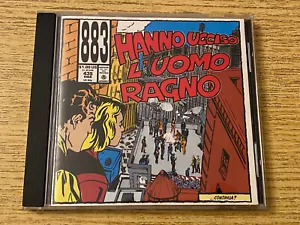 883
HANNO UCCISO
L'UOMO
RAGNO
CONTINUA?